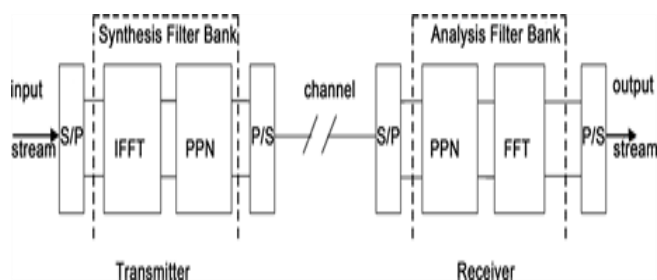 Synthesis Filter Bank
Analysis Filter Bank
input
stream
S/P
IFFT
PPN
P/S
channel
S/P
PPN
FFT
P/S
output
stream
Transmitter
Receiver